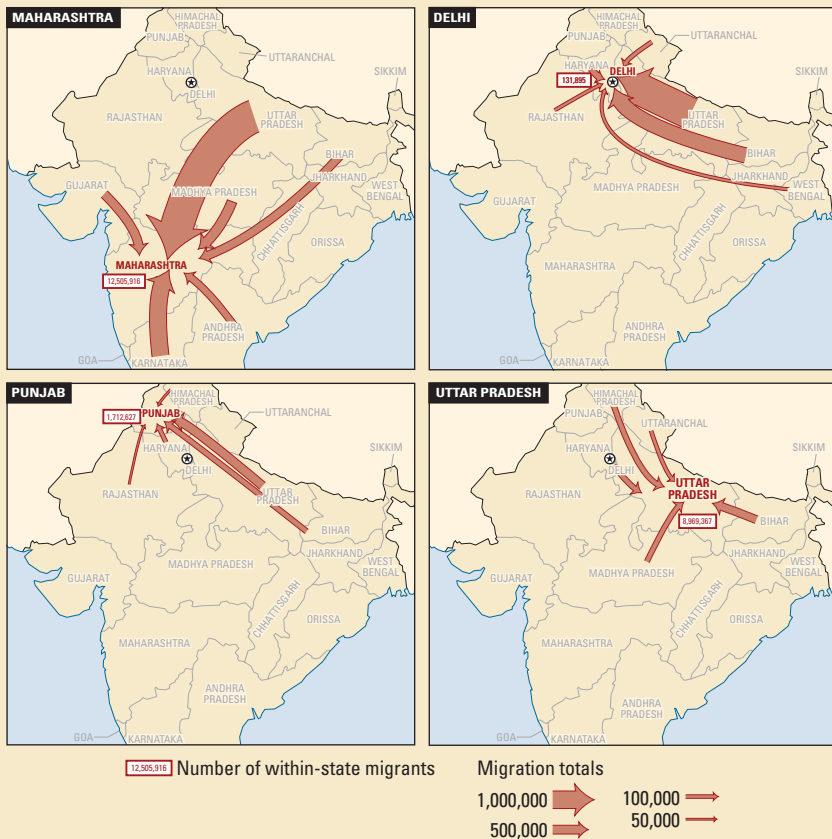 MAHARASHTRA
HIMACHAL
PRADESH
PUNJAB
UTTARANCHAL
HARYANA
DELHI
SIKKIM
RAJASTHAN
UTTAR
PRADESH
BIHAR
JHARKHAND
GUJARAT
MADHYA PRADESH
WEST
BENGAL
CHHATTISGARH
ORISSA
MAHARASHTRA
12,505,916
ANDHRA
PRADESH
GOA
KARNATAKA
DELHI
HIMACHAL
PRADESH
PUNJAB
UTTARANCHAL
HARYANA
DELHI
SIKKIM
131,895
RAJASTHAN
UTTAR
PRADESH
BIHAR
JHARKHAND
MADHYA PRADESH
WEST
BENGAL
GUJARAT
CHHATTISGARH
ORISSA
MAHARASHTRA
ANDHRA
PRADESH
GOA
KARNATAKA
PUNJAB
HIMACHAL
PRADESH
1,712,627
PUNJAB
UTTARANCHAL
HARYANA
DELHI
SIKKIM
RAJASTHAN
UTTAR
PRADESH
BIHAR
JHARKHAND
MADHYA PRADESH
WEST
BENGAL
GUJARAT
CHHATTISGARH
ORISSA
MAHARASHTRA
ANDHRA
PRADESH
GOA
KARNATAKA
UTTAR PRADESH
HIMACHAL
PRADESH
PUNJAB
UTTARANCHAL
HARYANA
DELHI
SIKKIM
RAJASTHAN
UTTAR
PRADESH
8,969,367
BIHAR
JHARKHAND
MADHYA PRADESH
WEST
BENGAL
GUJARAT
CHHATTISGARH
ORISSA
MAHARASHTRA
ANDHRA
PRADESH
GOA
KARNATAKA
12,505,916 Number of within-state migrants
Migration totals
1,000,000
500,000
100,000
50,000